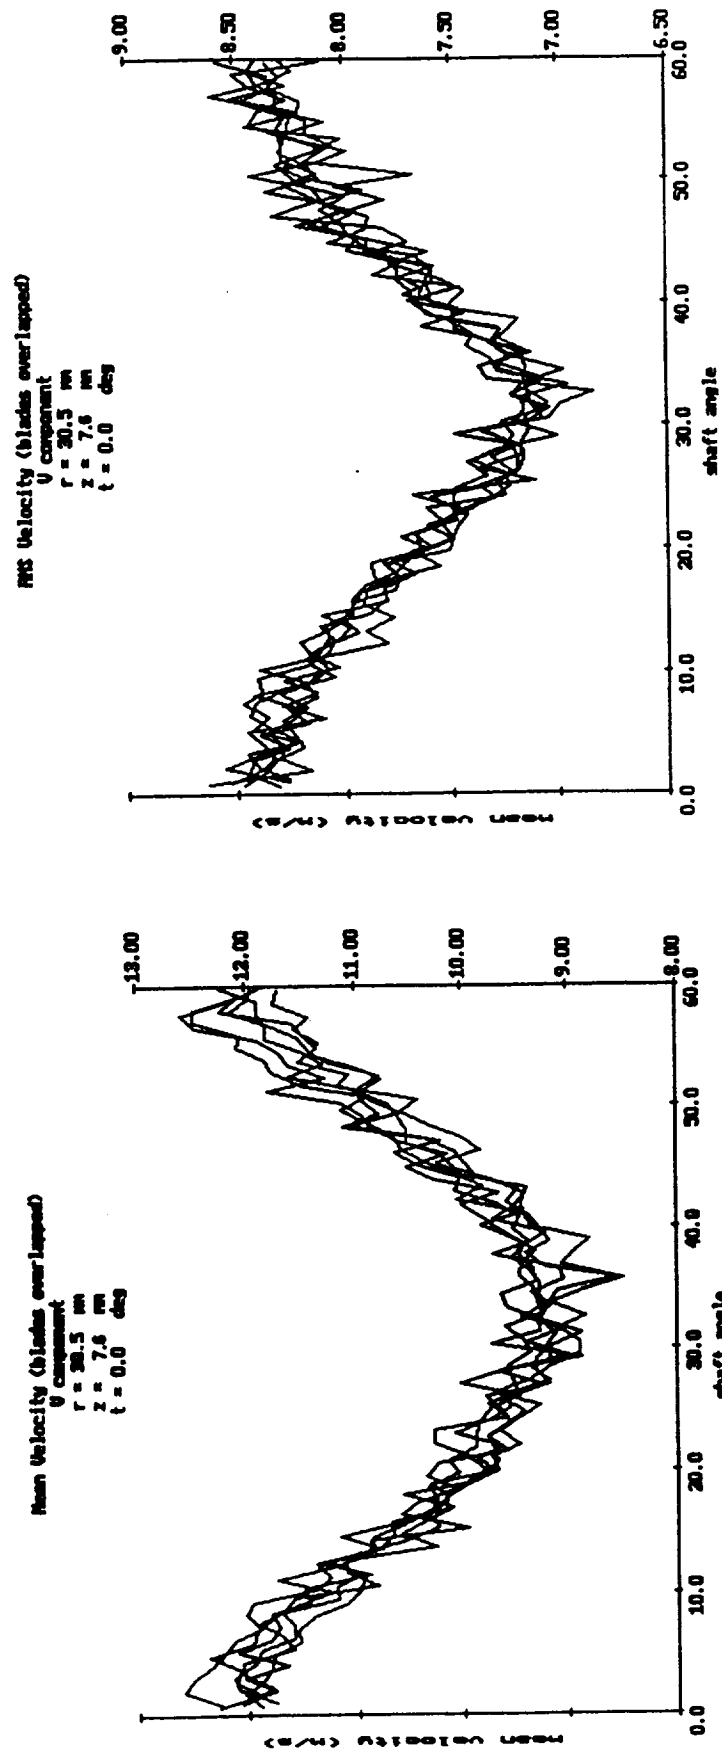 Mean Velocity (blades overlapped)
V component
r = 30.5 mm
z = 7.6 mm
t = 0.0 deg
13.00
12.00
11.00
10.00
9.00
8.00
mean velocity (m/s)
0.0 10.0 20.0 30.0 40.0 50.0 60.0
shaft angle
RMS Velocity (blades overlapped)
V component
r = 30.5 mm
z = 7.6 mm
t = 0.0 deg
9.00
8.50
8.00
7.50
7.00
6.50
mean velocity (m/s)
0.0 10.0 20.0 30.0 40.0 50.0 60.0
shaft angle